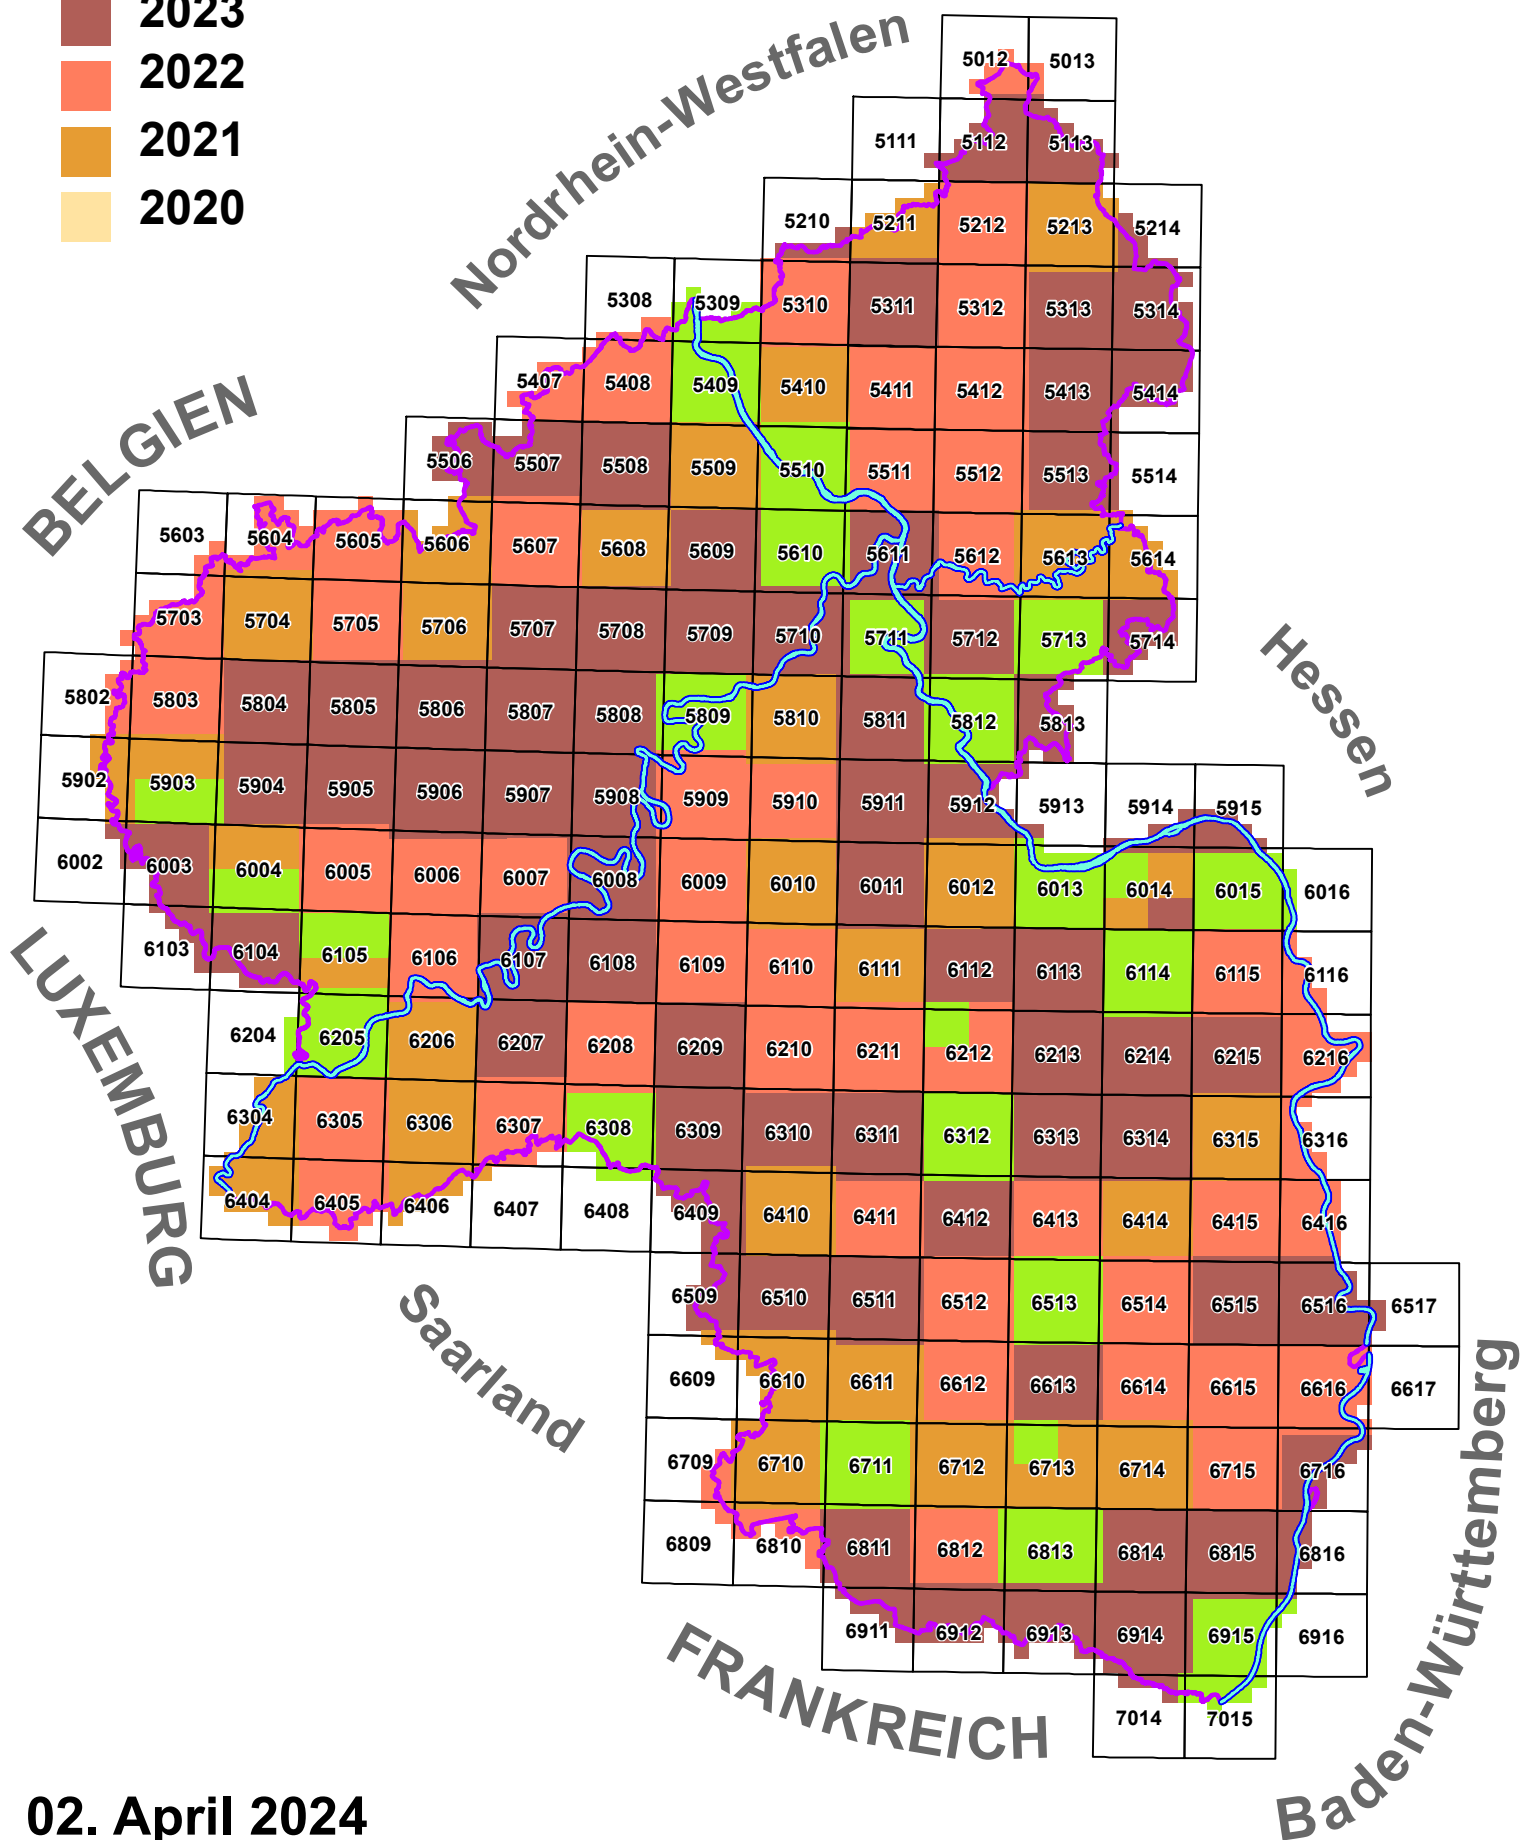 2023
2022
2021
2020
Nordrhein-Westfalen
BELGIEN
Hessen
LUXEMBURG
Saarland
FRANKREICH
Baden-Württemberg
5012 5013
5111 5112 5113
5210 5211 5212 5213 5214
5308 5309 5310 5311 5312 5313 5314
5407 5408 5409 5410 5411 5412 5413 5414
5506 5507 5508 5509 5510 5511 5512 5513 5514
5603 5604 5605 5606 5607 5608 5609 5610 5611 5612 5613 5614
5703 5704 5705 5706 5707 5708 5709 5710 5711 5712 5713 5714
5802 5803 5804 5805 5806 5807 5808 5809 5810 5811 5812 5813
5902 5903 5904 5905 5906 5907 5908 5909 5910 5911 5912 5913 5914 5915
6002 6003 6004 6005 6006 6007 6008 6009 6010 6011 6012 6013 6014 6015 6016
6103 6104 6105 6106 6107 6108 6109 6110 6111 6112 6113 6114 6115 6116
6204 6205 6206 6207 6208 6209 6210 6211 6212 6213 6214 6215 6216
6304 6305 6306 6307 6308 6309 6310 6311 6312 6313 6314 6315 6316
6404 6405 6406 6407 6408 6409 6410 6411 6412 6413 6414 6415 6416
6509 6510 6511 6512 6513 6514 6515 6516 6517
6609 6610 6611 6612 6613 6614 6615 6616 6617
6709 6710 6711 6712 6713 6714 6715 6716
6809 6810 6811 6812 6813 6814 6815 6816
6911 6912 6913 6914 6915 6916
7014 7015
02. April 2024